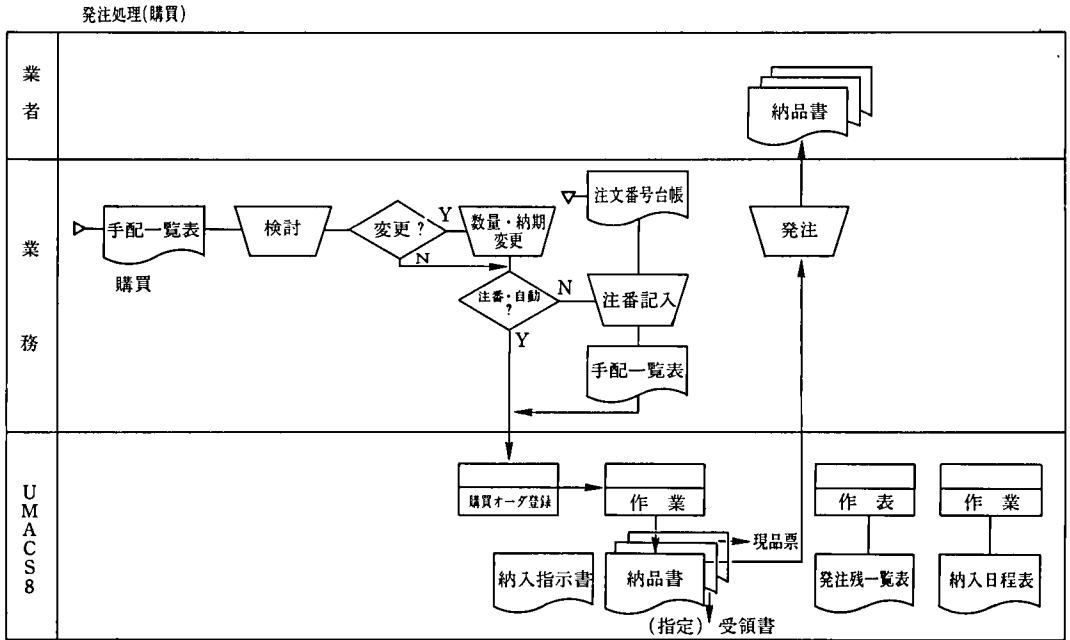 発注処理(購買)
業者
納品書
業務
手配一覧表
購買
検討
変更？
Y
N
数量・納期
変更
注文番号台帳
注番・自動
？
N
Y
注番記入
手配一覧表
発注
UMACS8
購買オーダ登録
作業
作表
作業
納入指示書
納品書
現品票
(指定) 受領書
発注残一覧表
納入日程表